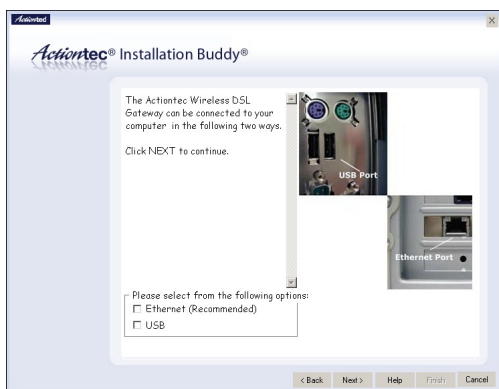 Actiontec
X
Actiontec® Installation Buddy®
The Actiontec Wireless DSL
Gateway can be connected to your
computer in the following two ways.
Click NEXT to continue.
USB Port
Ethernet Port
Please select from the following options:
Ethernet (Recommended)
USB
< Back Next > Help Finish Cancel